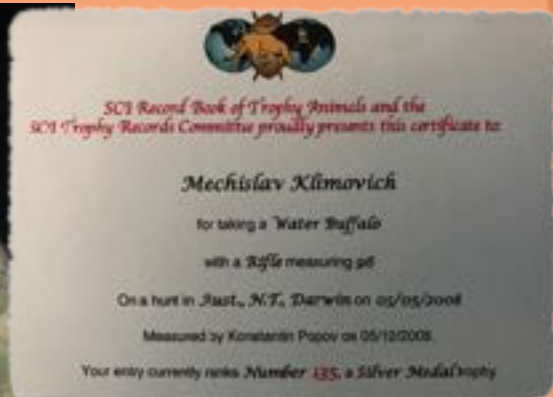 SCI Record Book of Trophy Animals and the
SCI Trophy Records Committee proudly presents this certificate to:
Mechislav Klimovich
for taking a Water Buffalo
with a Rifle measuring 98
On a hunt in Aust., N.T., Darwin on 05/05/2008
Measured by Konstantin Popov on 05/12/2008.
Your entry currently ranks Number 135, a Silver Medal trophy.